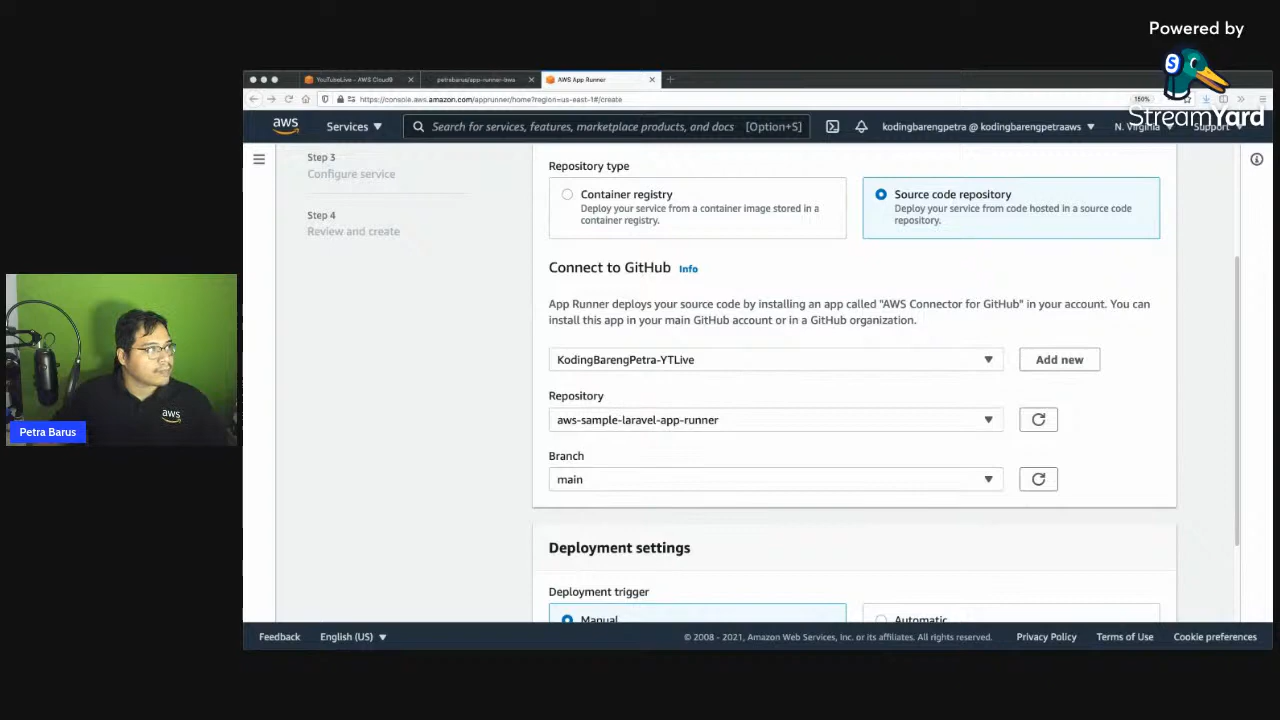 Powered by
StreamYard
YouTubeLive - AWS Cloud9
AWS App Runner
https://console.aws.amazon.com/apprunner/home?region=us-east-1#/create
150%
aws
Services
Search for services, features, marketplace products, and docs
[Option+S]
kodingbarengpetra @ kodingbarengpetraaws
N. Virginia
Support
Step 3
Configure service
Step 4
Review and create
Repository type
Container registry
Deploy your service from a container image stored in a
container registry.
Source code repository
Deploy your service from code hosted in a source code
repository.
Connect to GitHub Info
App Runner deploys your source code by installing an app called "AWS Connector for GitHub" in your account. You can
install this app in your main GitHub account or in a GitHub organization.
KodingBarengPetra-YTLive
Add new
Repository
aws-sample-laravel-app-runner
Branch
main
Deployment settings
Deployment trigger
Manual
Automatic
aws
Petra Barus
Feedback
English (US)
© 2008 - 2021, Amazon Web Services, Inc. or its affiliates. All rights reserved.
Privacy Policy
Terms of Use
Cookie preferences